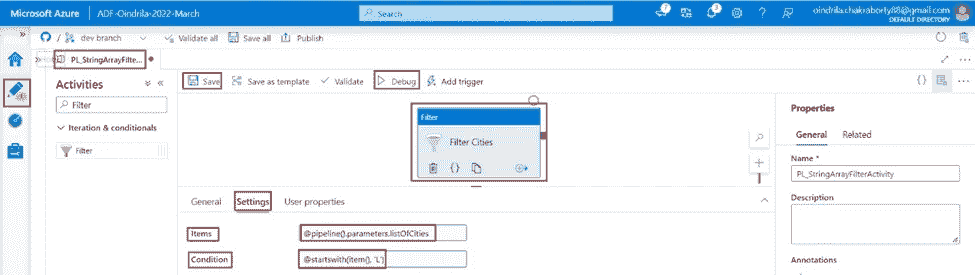 Microsoft Azure | ADF-Oindrila-2022-March
Search
7
3
oindrila.chakraborty88@gmail.com
DEFAULT DIRECTORY
dev branch
Validate all
Save all
Publish
PL_StringArrayFilte...
Activities
Filter
Iteration & conditionals
Filter
Save
Save as template
Validate
Debug
Add trigger
Filter
Filter Cities
General
Settings
User properties
Items
@pipeline().parameters.listOfCities
Condition
@startswith(item(), 'L')
Properties
General
Related
Name *
PL_StringArrayFilterActivity
Description
Annotations